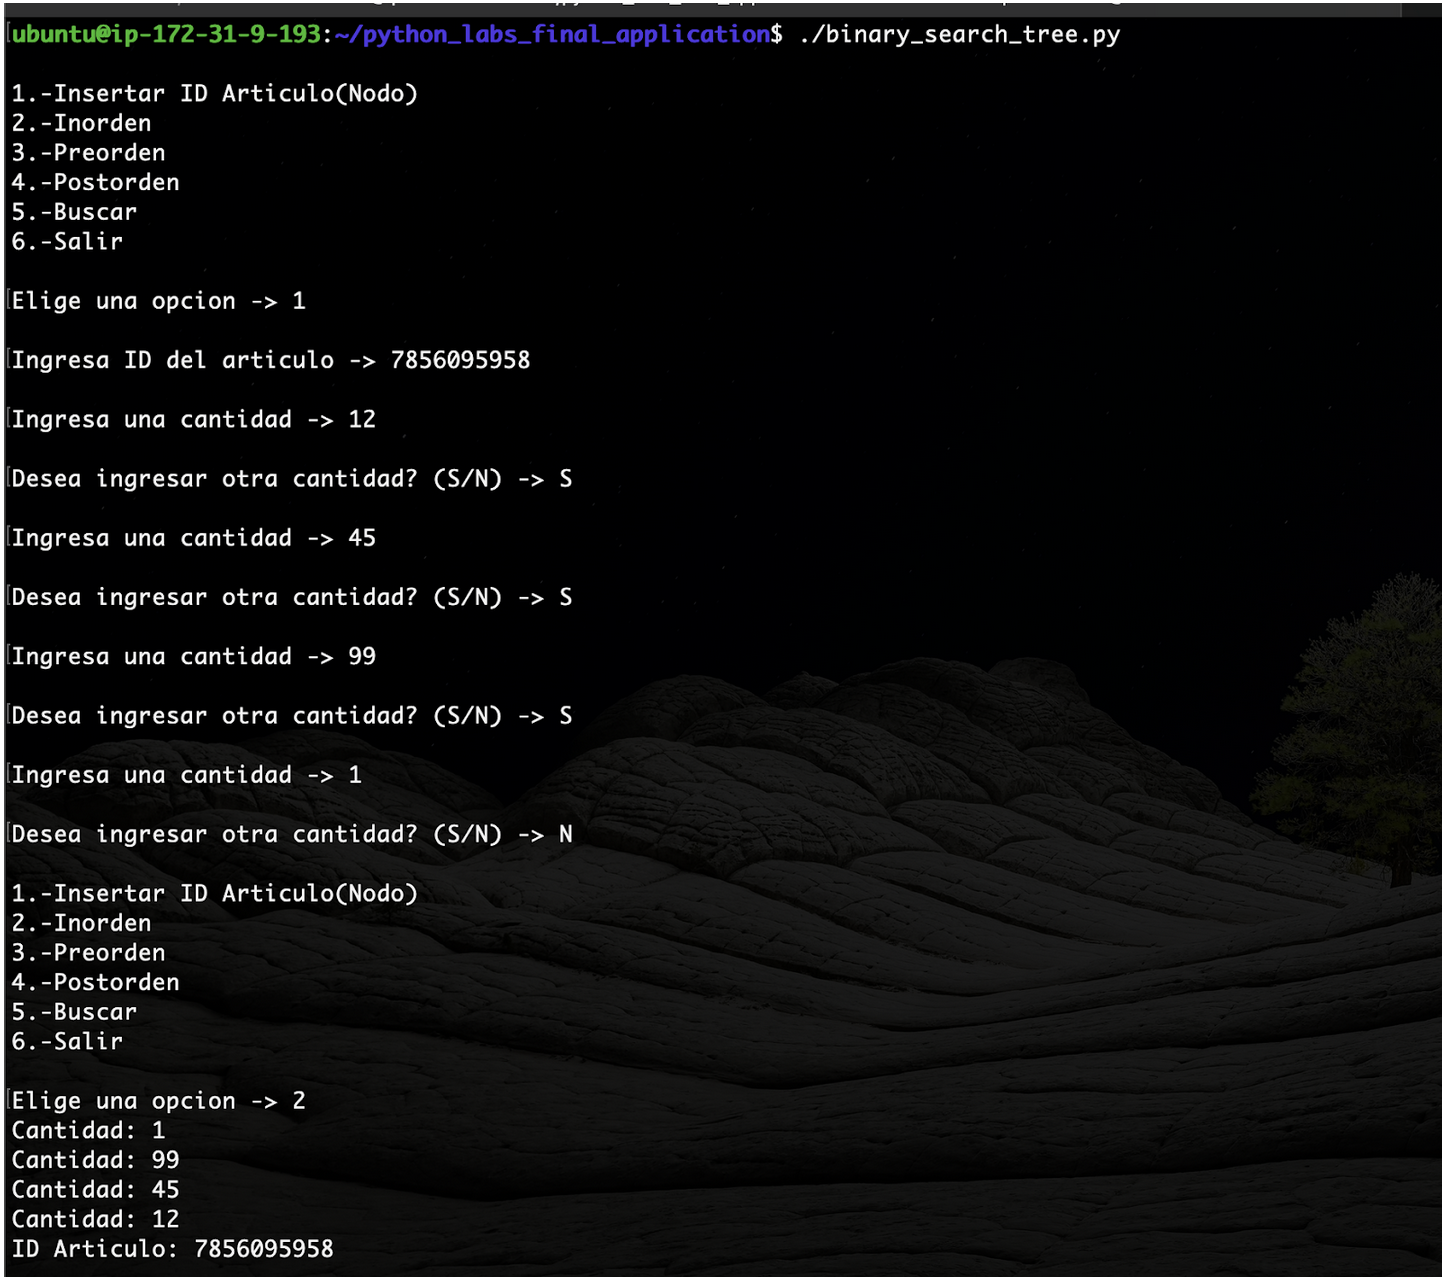 ubuntu@ip-172-31-9-193:~/python_labs_final_application$ ./binary_search_tree.py
1.-Insertar ID Articulo(Nodo)
2.-Inorden
3.-Preorden
4.-Postorden
5.-Buscar
6.-Salir
Elige una opcion -> 1
Ingresa ID del articulo -> 7856095958
Ingresa una cantidad -> 12
Desea ingresar otra cantidad? (S/N) -> S
Ingresa una cantidad -> 45
Desea ingresar otra cantidad? (S/N) -> S
Ingresa una cantidad -> 99
Desea ingresar otra cantidad? (S/N) -> S
Ingresa una cantidad -> 1
Desea ingresar otra cantidad? (S/N) -> N
1.-Insertar ID Articulo(Nodo)
2.-Inorden
3.-Preorden
4.-Postorden
5.-Buscar
6.-Salir
Elige una opcion -> 2
Cantidad: 1
Cantidad: 99
Cantidad: 45
Cantidad: 12
ID Articulo: 7856095958